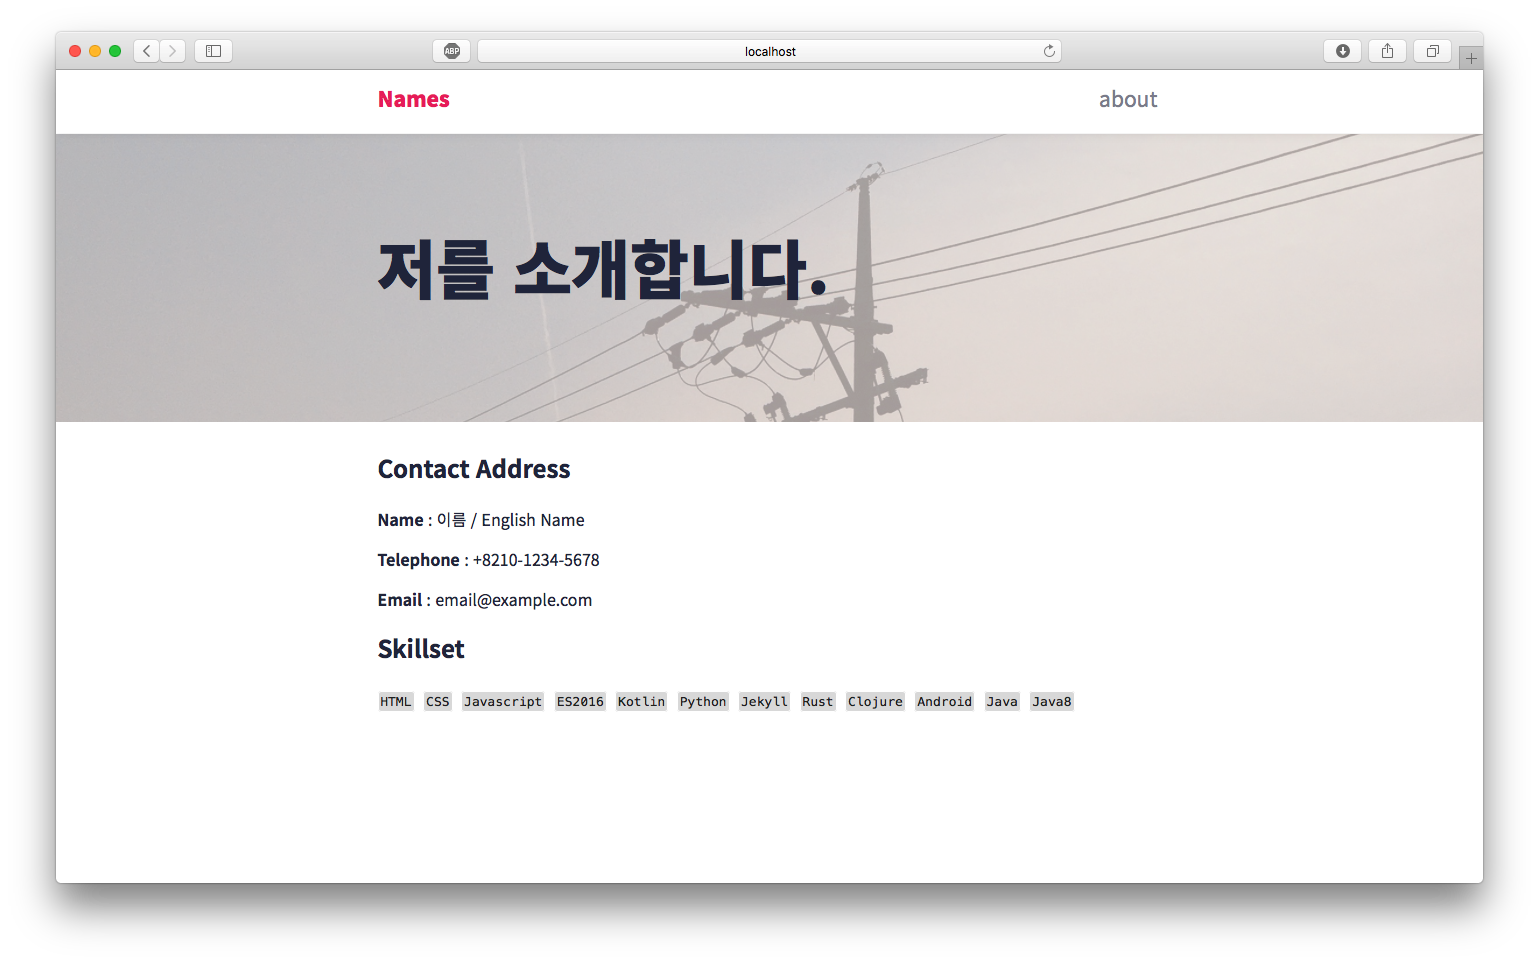 ABP
localhost
Names
about
저를 소개합니다.
Contact Address
Name : 이름 / English Name
Telephone : +8210-1234-5678
Email : email@example.com
Skillset
HTML CSS Javascript ES2016 Kotlin Python Jekyll Rust Clojure Android Java Java8